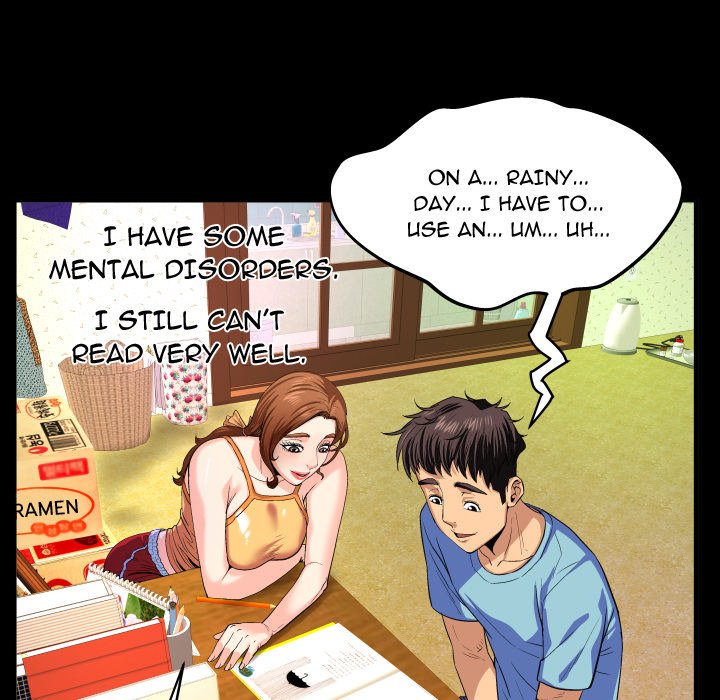 ON A... RAINY...
DAY... I HAVE TO...
USE AN... UM... UH...
I HAVE SOME
MENTAL DISORDERS.
I STILL CAN'T
READ VERY WELL.
RAMEN